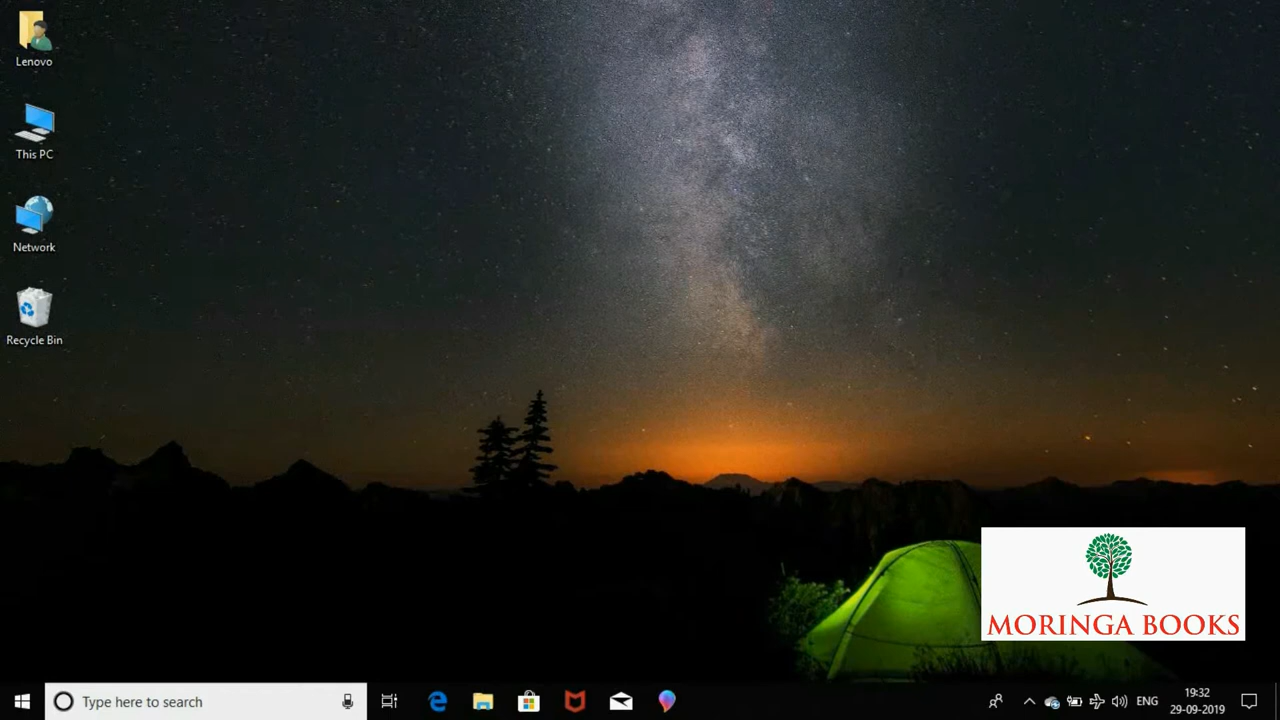 Lenovo
This PC
Network
Recycle Bin
MORINGA BOOKS
Type here to search
ENG
19:32
29-09-2019